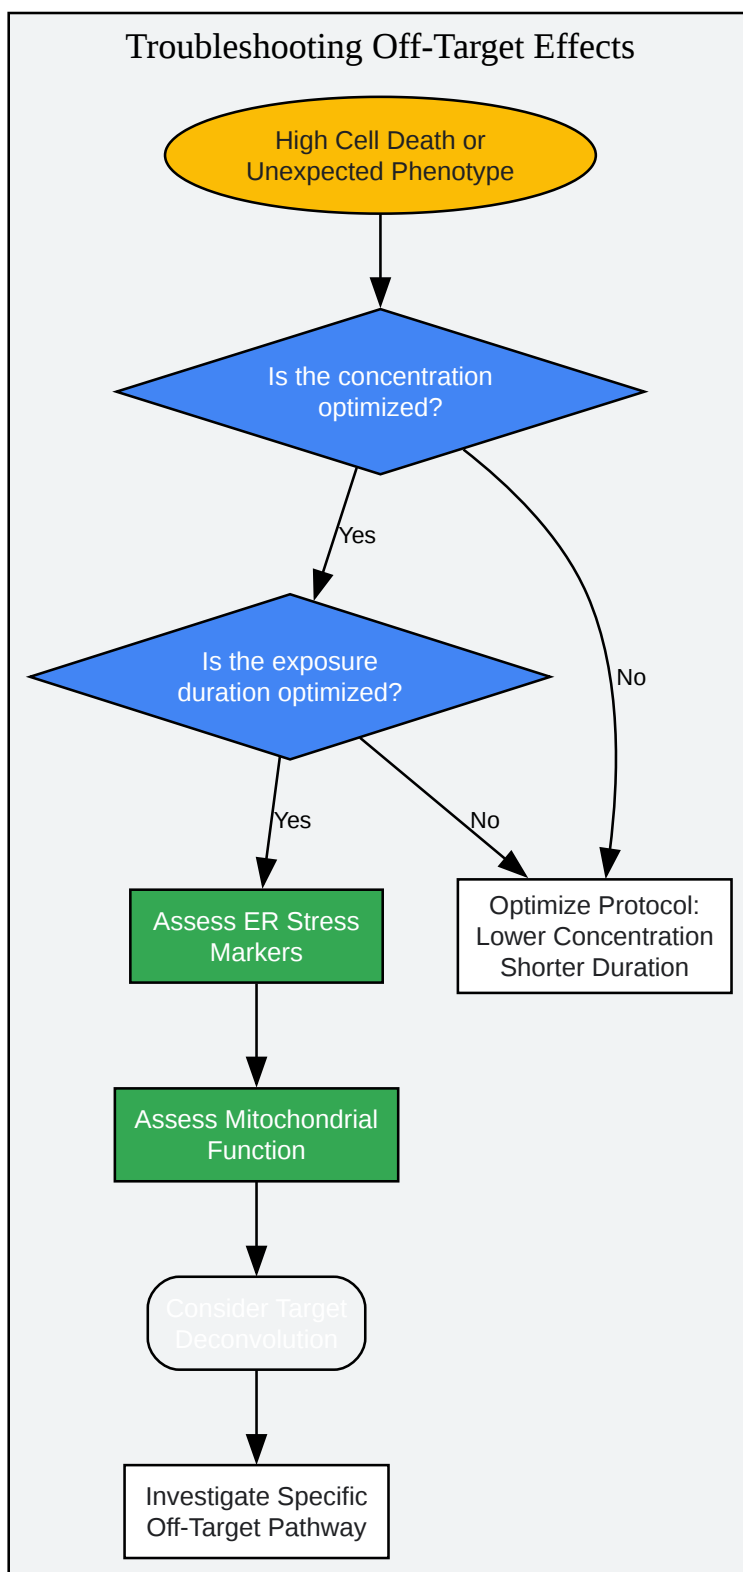 Troubleshooting Off-Target Effects
High Cell Death or
Unexpected Phenotype
Is the concentration
optimized?
Yes
No
Is the exposure
duration optimized?
Yes
No
Assess ER Stress
Markers
Optimize Protocol:
Lower Concentration
Shorter Duration
Assess Mitochondrial
Function
Consider Target
Deconvolution
Investigate Specific
Off-Target Pathway